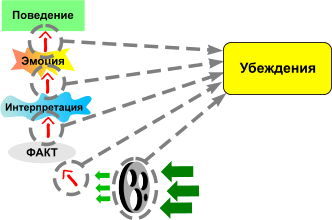 Поведение
Эмоция
Убеждения
Интерпретация
ФАКТ